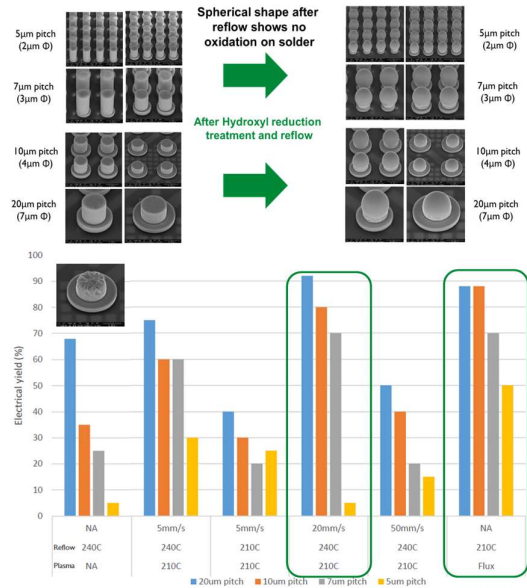 5µm pitch
(2µm Φ)
7µm pitch
(3µm Φ)
10µm pitch
(4µm Φ)
20µm pitch
(7µm Φ)
Spherical shape after
reflow shows no
oxidation on solder
After Hydroxyl reduction
treatment and reflow
5µm pitch
(2µm Φ)
7µm pitch
(3µm Φ)
10µm pitch
(4µm Φ)
20µm pitch
(7µm Φ)
Electrical yield (%)
100
90
80
70
60
50
40
30
20
10
0
NA 5mm/s 5mm/s 20mm/s 50mm/s NA
Reflow 240C 240C 210C 240C 240C 210C
Plasma NA 210C 210C 210C 210C Flux
20um pitch 10um pitch 7um pitch 5um pitch